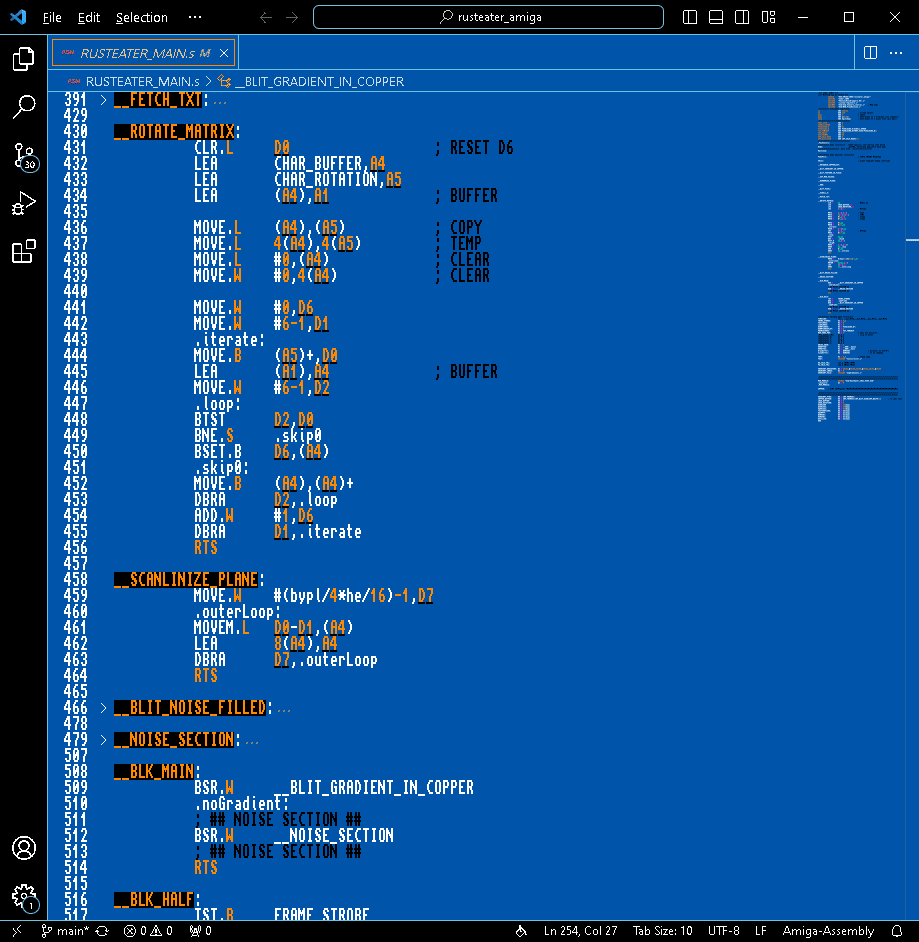 File Edit Selection ··· ← → rusteater_amiga
ASM RUSTEATER_MAIN.s M ×
ASM RUSTEATER_MAIN.s > __BLIT_GRADIENT_IN_COPPER
391 > __FETCH_TXT: ...
429
430 __ROTATE_MATRIX:
431 CLR.L D0 ; RESET D6
432 LEA CHAR_BUFFER,A4
433 LEA CHAR_ROTATION,A5
434 LEA (A4),A1 ; BUFFER
435
436 MOVE.L (A4),(A5) ; COPY
437 MOVE.L 4(A4),4(A5) ; TEMP
438 MOVE.L #0,(A4) ; CLEAR
439 MOVE.W #0,4(A4) ; CLEAR
440
441 MOVE.W #0,D6
442 MOVE.W #6-1,D1
443 .iterate:
444 MOVE.B (A5)+,D0
445 LEA (A1),A4 ; BUFFER
446 MOVE.W #6-1,D2
447 .loop:
448 BTST D2,D0
449 BNE.S .skip0
450 BSET.B D6,(A4)
451 .skip0:
452 MOVE.B (A4),(A4)+
453 DBRA D2,.loop
454 ADD.W #1,D6
455 DBRA D1,.iterate
456 RTS
457
458 __SCANLINIZE_PLANE:
459 MOVE.W #(bypl/4*he/16)-1,D7
460 .outerLoop:
461 MOVEM.L D0-D1,(A4)
462 LEA 8(A4),A4
463 DBRA D7,.outerLoop
464 RTS
465
466 > __BLIT_NOISE_FILLED: ...
478
479 > __NOISE_SECTION: ...
507
508 __BLK_MAIN:
509 BSR.W __BLIT_GRADIENT_IN_COPPER
510 .noGradient:
511 ; ## NOISE SECTION ##
512 BSR.W __NOISE_SECTION
513 ; ## NOISE SECTION ##
514 RTS
515
516 __BLK_HALF:
517 TST.B FRAME_STROBE
30
1
main* 0 0 0 Ln 254, Col 27 Tab Size: 10 UTF-8 LF Amiga-Assembly